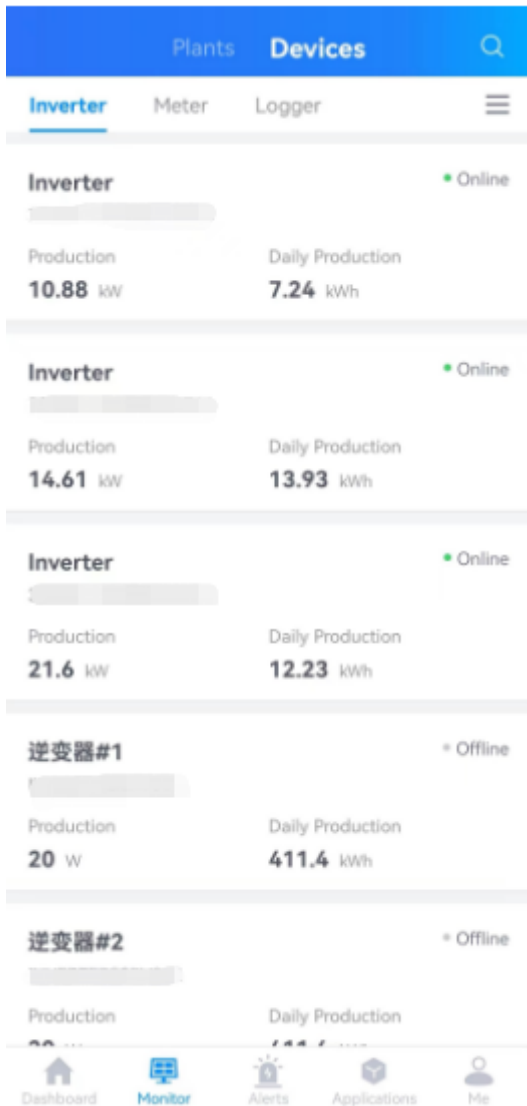 Plants Devices
Inverter Meter Logger
Inverter Online
Production Daily Production
10.88 kW 7.24 kWh
Inverter Online
Production Daily Production
14.61 kW 13.93 kWh
Inverter Online
Production Daily Production
21.6 kW 12.23 kWh
逆变器#1 Offline
Production Daily Production
20 W 411.4 kWh
逆变器#2 Offline
Production Daily Production
Dashboard Monitor Alerts Applications Me